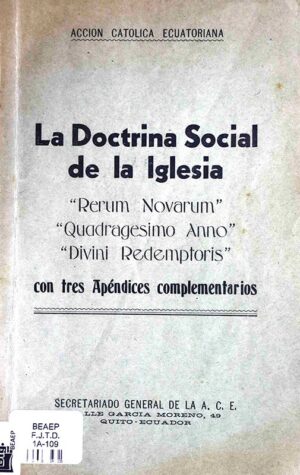 ACCION CATOLICA ECUATORIANA
La Doctrina Social
de la Iglesia
"Rerum Novarum"
"Quadragesimo Anno"
"Divini Redemptoris"
con tres Apéndices complementarios
SECRETARIADO GENERAL DE LA A. C. E.
LLE GARCIA MORENO, 49
QUITO-ECUADOR
BEAEP
F.J.T.D.
1A-109
BEAEP